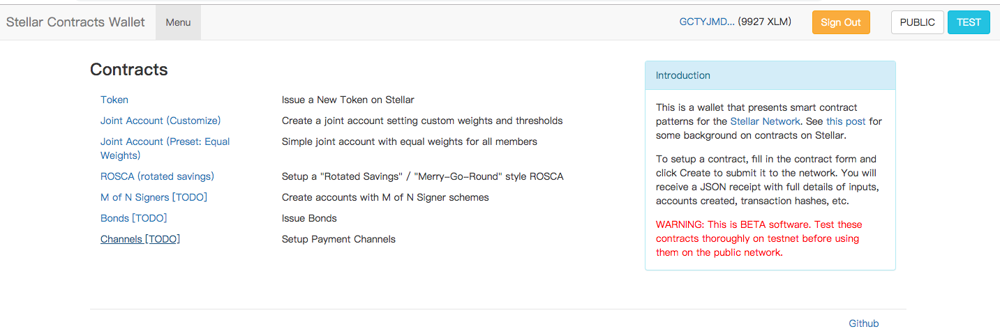 Stellar Contracts Wallet Menu GCTYJMD... (9927 XLM) Sign Out PUBLIC TEST
Contracts
Token Issue a New Token on Stellar
Joint Account (Customize) Create a joint account setting custom weights and thresholds
Joint Account (Preset: Equal Simple joint account with equal weights for all members
Weights)
ROSCA (rotated savings) Setup a "Rotated Savings" / "Merry-Go-Round" style ROSCA
M of N Signers [TODO] Create accounts with M of N Signer schemes
Bonds [TODO] Issue Bonds
Channels [TODO] Setup Payment Channels
Introduction
This is a wallet that presents smart contract
patterns for the Stellar Network. See this post for
some background on contracts on Stellar.
To setup a contract, fill in the contract form and
click Create to submit it to the network. You will
receive a JSON receipt with full details of inputs,
accounts created, transaction hashes, etc.
WARNING: This is BETA software. Test these
contracts thoroughly on testnet before using
them on the public network.
Github